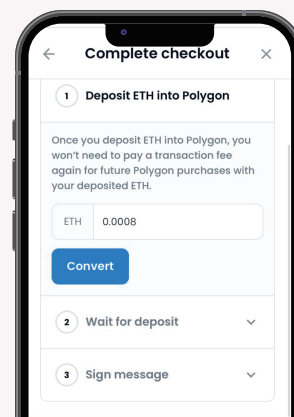 Complete checkout
1 Deposit ETH into Polygon
Once you deposit ETH into Polygon, you
won't need to pay a transaction fee
again for future Polygon purchases with
your deposited ETH.
ETH 0.0008
Convert
2 Wait for deposit
3 Sign message